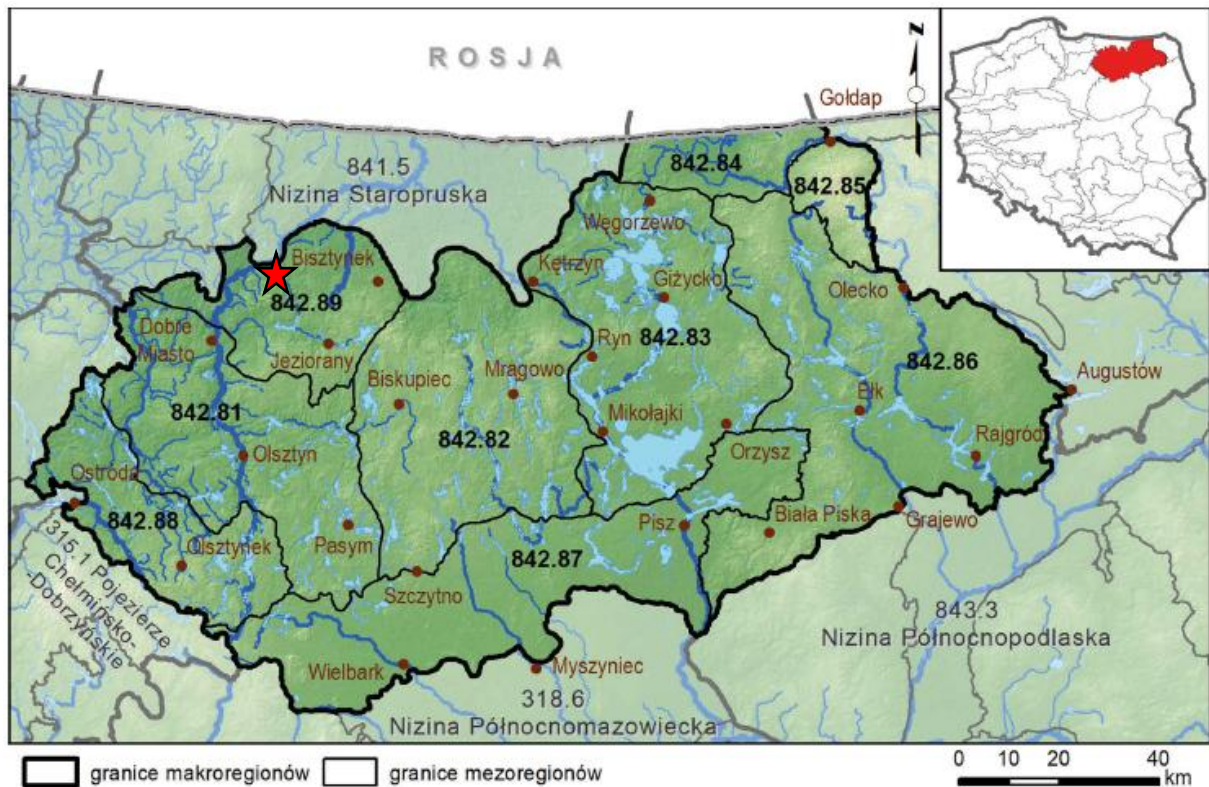 ROSJA
z
Gołdap
841.5
Nizina Staropruska
842.84
842.85
Węgorzewo
Bisztynek
Kętrzyn
Giżycko
Olecko
842.89
Dobre
Miasto
Jeziorany
Ryn
842.83
842.86
Augustów
Biskupiec
Mrągowo
Ełk
842.81
842.82
Mikołajki
Orzysz
Rajgród
Olsztyn
Ostróda
842.88
Olsztynek
Pasym
Pisz
Biała Piska
Grajewo
842.87
Szczytno
315.1 Pojezierze
Chełmińsko-
-Dobrzyńskie
843.3
Nizina Północnopodlaska
Wielbark
Myszyniec
318.6
Nizina Północnomazowiecka
granice makroregionów
granice mezoregionów
0 10 20 40
km